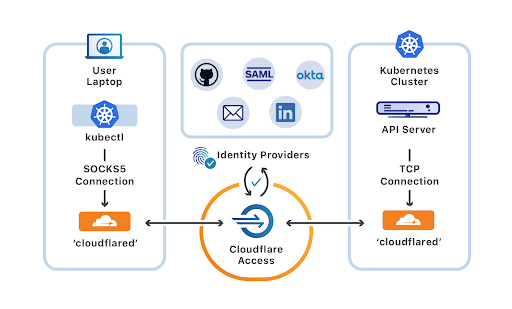 User
Laptop
kubectl
SOCKS5
Connection
'cloudflared'
SAML
okta
in
Identity Providers
Cloudflare
Access
Kubernetes
Cluster
API Server
TCP
Connection
'cloudflared'